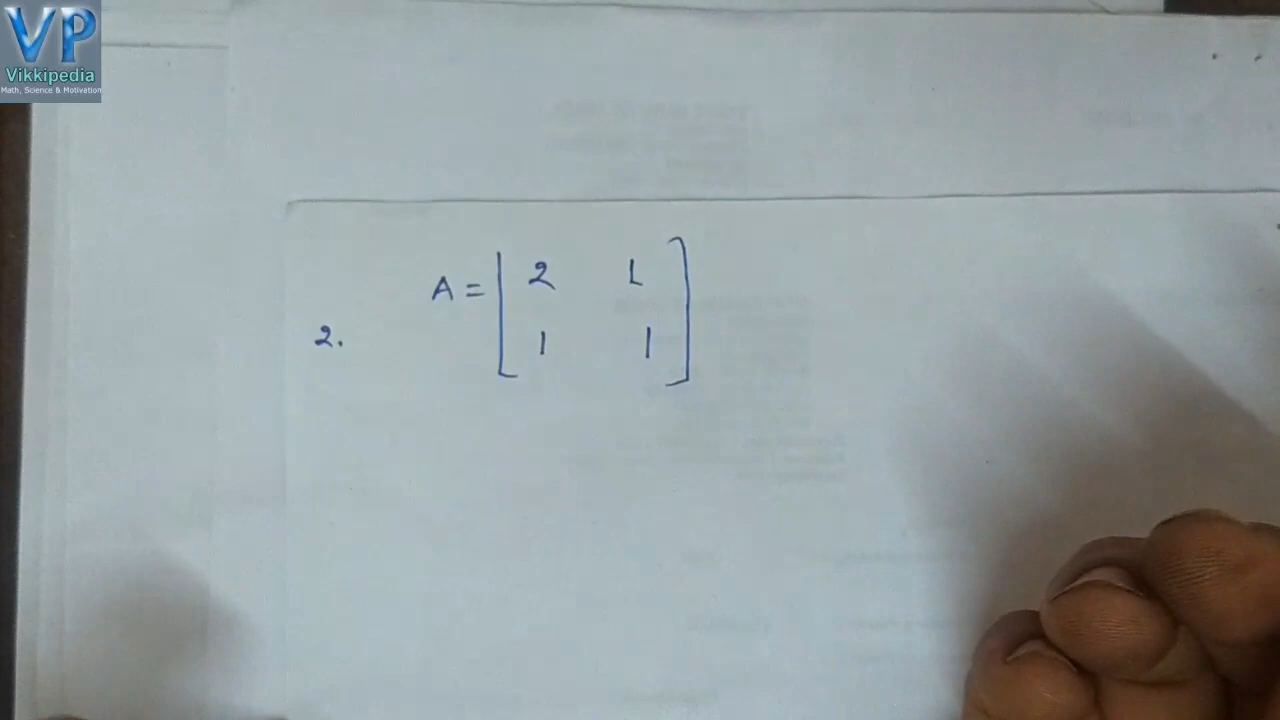 VP
Vikkipedia
Math, Science & Motivation
A = [ 2 1
2.
1 1 ]